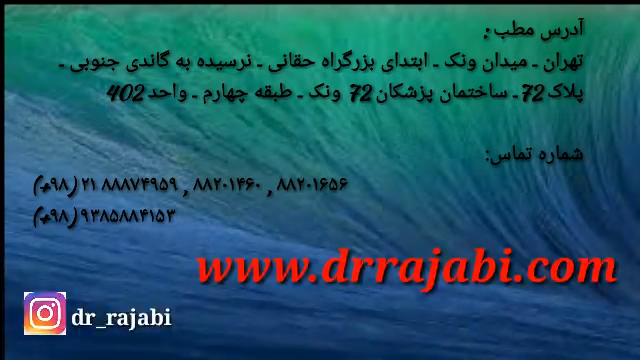 آدرس مطب:
تهران - میدان ونک - ابتدای بزرگراه حقانی - نرسیده به گاندی جنوبی -
پلاک 72 - ساختمان پزشکان 72 ونک - طبقه چهارم - واحد 402
شماره تماس:
(+۹۸) ۲۱ ۸۸۸۷۴۹۵۹ , ۸۸۲۰۱۴۶۰ , ۸۸۲۰۱۶۵۶
(+۹۸) ۹۳۸۵۸۸۴۱۵۳
www.drrajabi.com
dr_rajabi